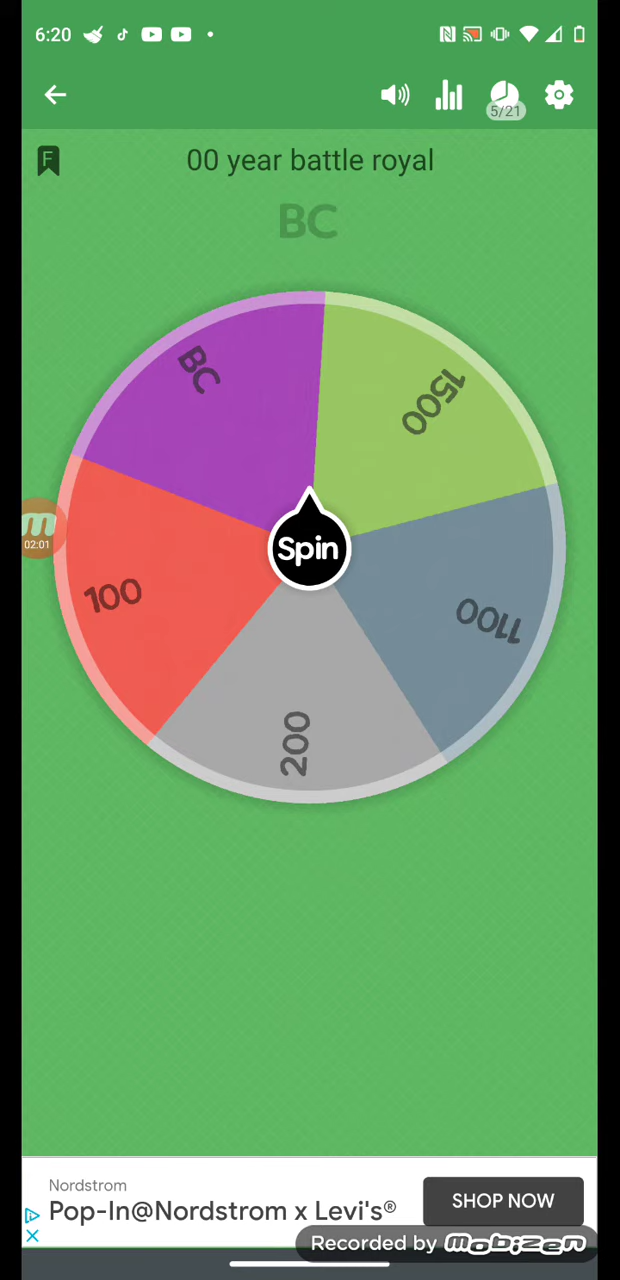 6:20
5/21
F
00 year battle royal
BC
BC
1500
1100
200
100
Spin
m
02:01
Nordstrom
Pop-In@Nordstrom x Levi's®
SHOP NOW
Recorded by mobizen